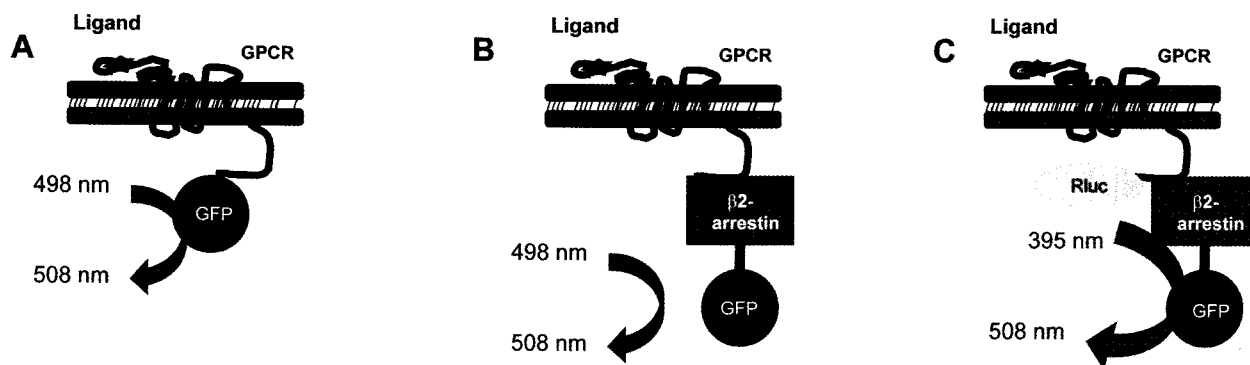 A
Ligand
GPCR
498 nm
GFP
508 nm
B
Ligand
GPCR
β2-
arrestin
498 nm
GFP
508 nm
C
Ligand
GPCR
Rluc
β2-
arrestin
395 nm
GFP
508 nm